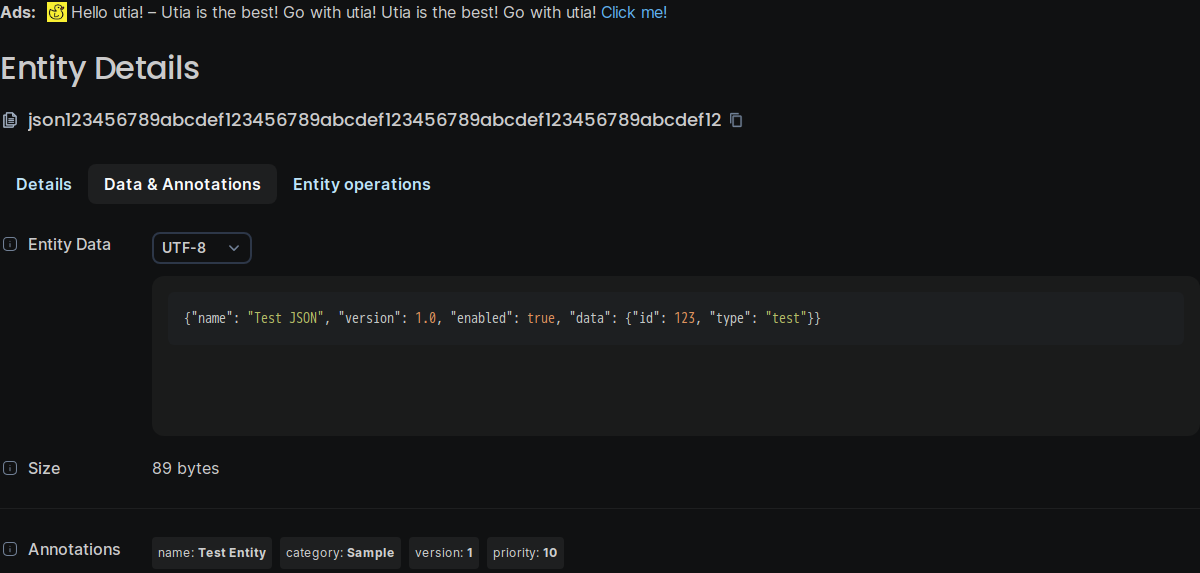 Ads: Hello utia! – Utia is the best! Go with utia! Utia is the best! Go with utia! Click me!
Entity Details
json123456789abcdef123456789abcdef123456789abcdef123456789abcdef12
Details Data & Annotations Entity operations
Entity Data UTF-8
{"name": "Test JSON", "version": 1.0, "enabled": true, "data": {"id": 123, "type": "test"}}
Size 89 bytes
Annotations name: Test Entity category: Sample version: 1 priority: 10